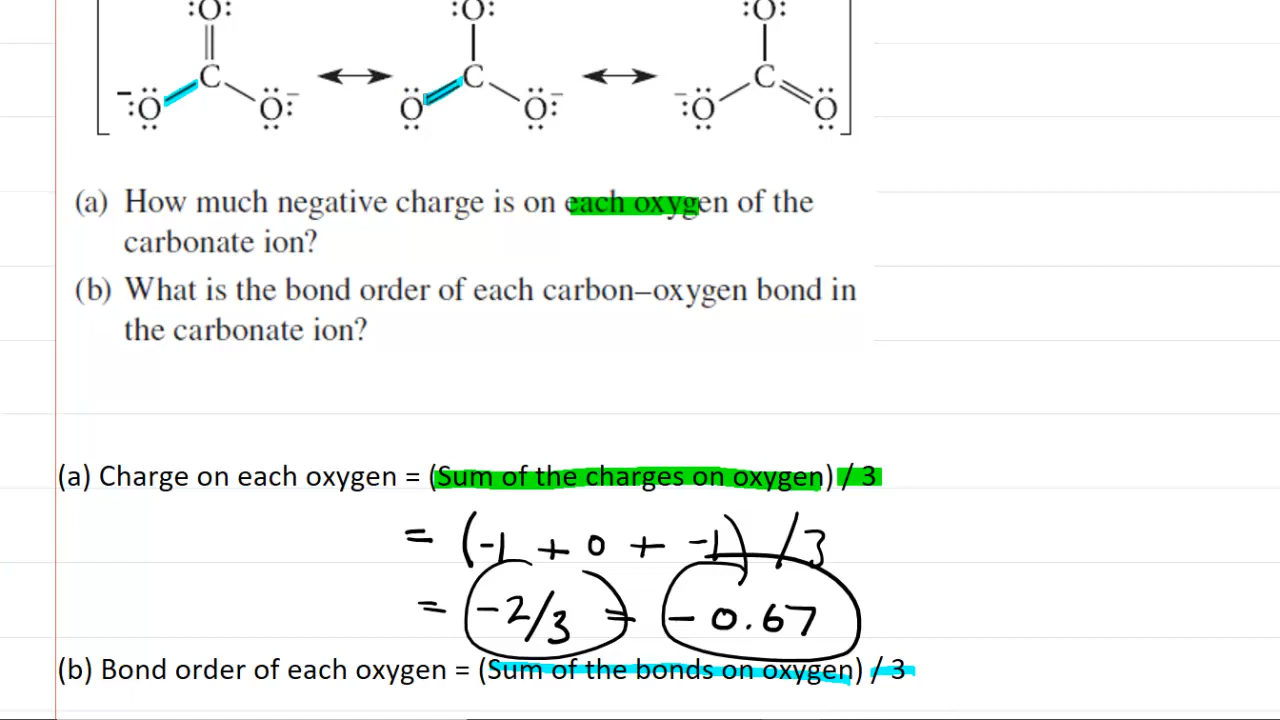 :O: :O: :O:
C ↔ C ↔ C
⁻:O O:⁻ O O:⁻ ⁻:O O
(a) How much negative charge is on each oxygen of the
carbonate ion?
(b) What is the bond order of each carbon–oxygen bond in
the carbonate ion?
(a) Charge on each oxygen = (Sum of the charges on oxygen) / 3
= (-1 + 0 + -1) / 3
= -2/3 = -0.67
(b) Bond order of each oxygen = (Sum of the bonds on oxygen) / 3